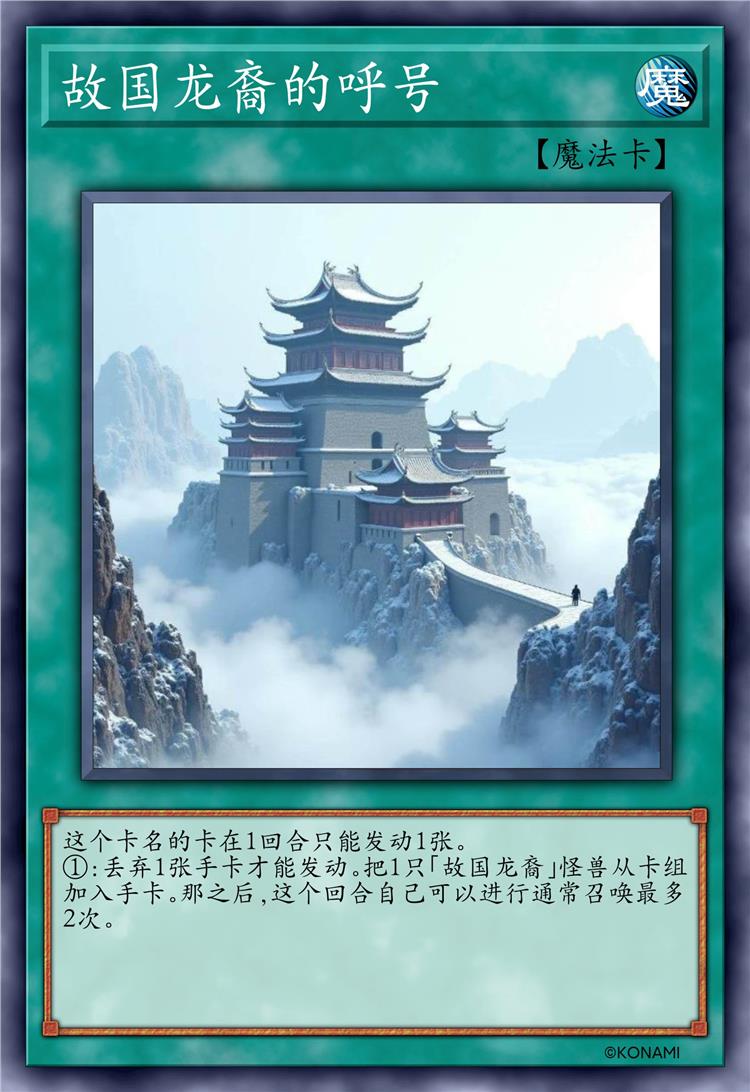 故国龙裔的呼号
魔
【魔法卡】
这个卡名的卡在1回合只能发动1张。
①:丢弃1张手卡才能发动。把1只「故国龙裔」怪兽从卡组
加入手卡。那之后,这个回合自己可以进行通常召唤最多
2次。
©KONAMI